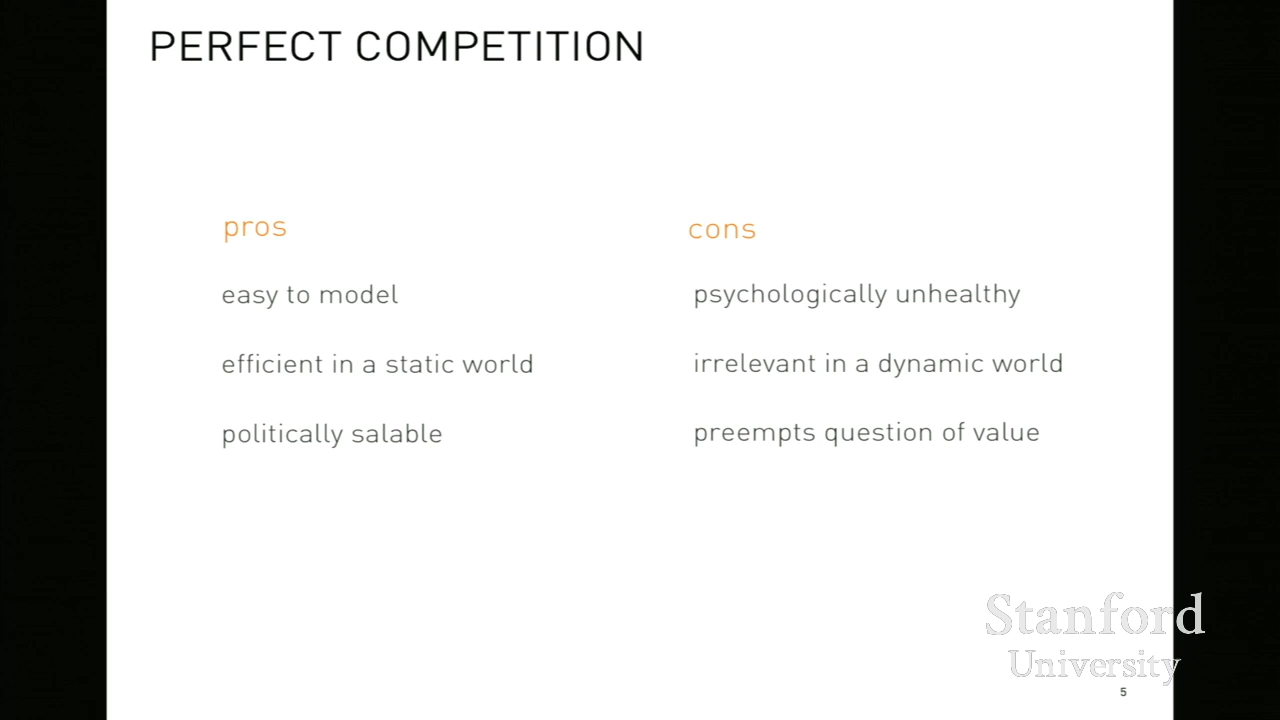 PERFECT COMPETITION
pros
easy to model
efficient in a static world
politically salable
cons
psychologically unhealthy
irrelevant in a dynamic world
preempts question of value
Stanford
University
5